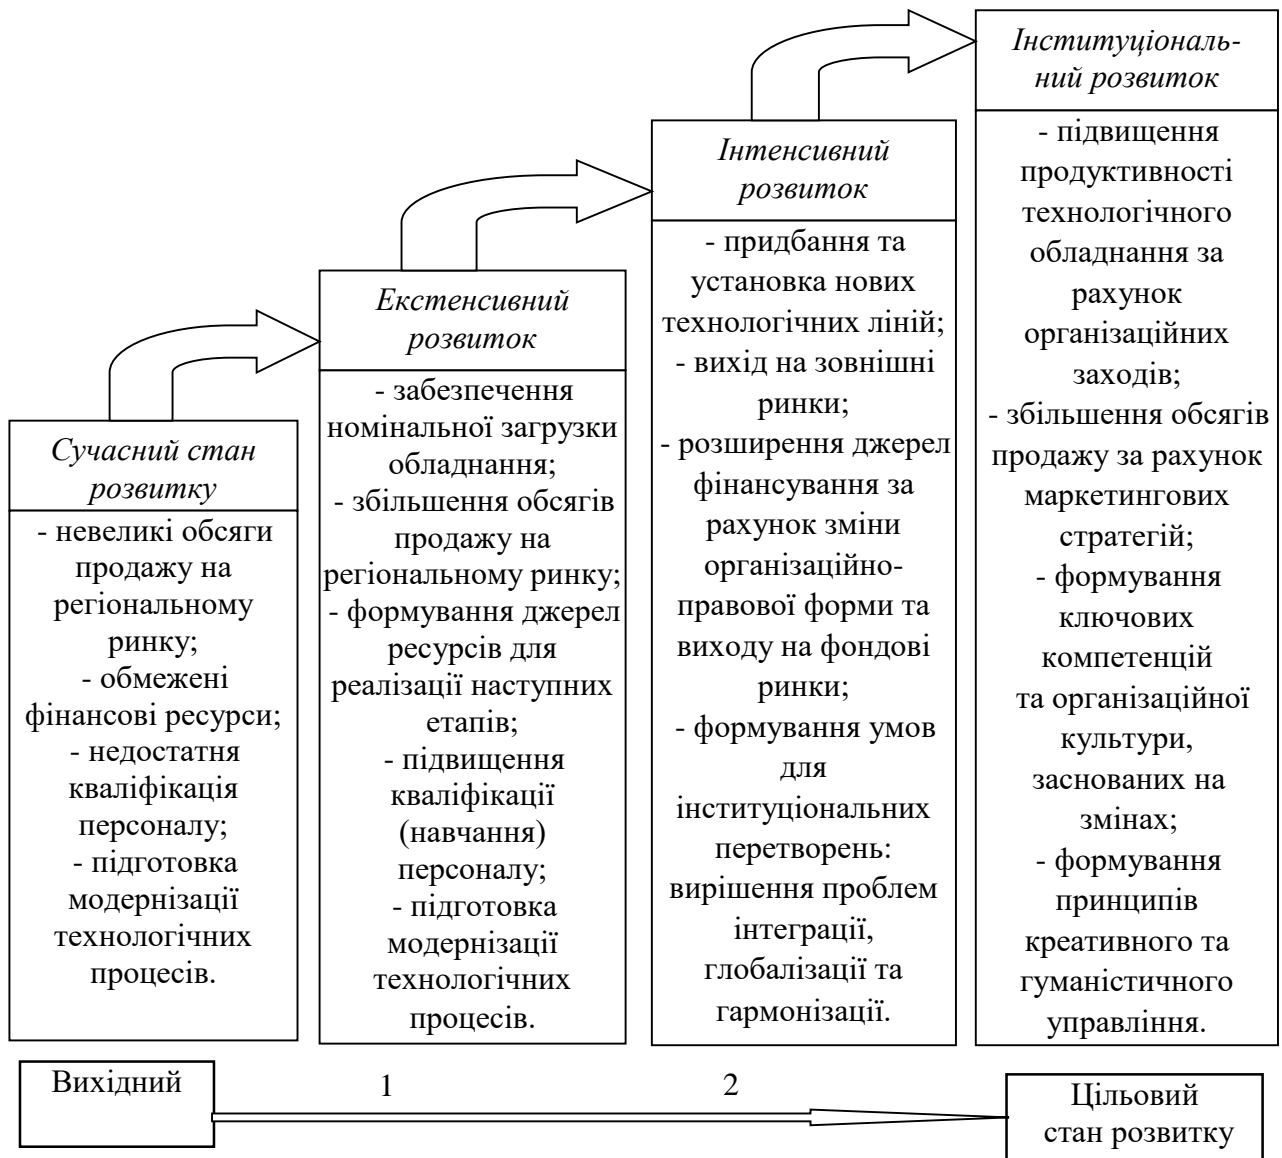 Сучасний стан
розвитку
- невеликі обсяги
продажу на
регіональному
ринку;
- обмежені
фінансові ресурси;
- недостатня
кваліфікація
персоналу;
- підготовка
модернізації
технологічних
процесів.
Екстенсивний
розвиток
- забезпечення
номінальної загрузки
обладнання;
- збільшення обсягів
продажу на
регіональному ринку;
- формування джерел
ресурсів для
реалізації наступних
етапів;
- підвищення
кваліфікації
(навчання)
персоналу;
- підготовка
модернізації
технологічних
процесів.
Інтенсивний
розвиток
- придбання та
установка нових
технологічних ліній;
- вихід на зовнішні
ринки;
- розширення джерел
фінансування за
рахунок зміни
організаційно-
правової форми та
виходу на фондові
ринки;
- формування умов
для
інституціональних
перетворень:
вирішення проблем
інтеграції,
глобалізації та
гармонізації.
Інституціональ-
ний розвиток
- підвищення
продуктивності
технологічного
обладнання за
рахунок
організаційних
заходів;
- збільшення обсягів
продажу за рахунок
маркетингових
стратегій;
- формування
ключових
компетенцій
та організаційної
культури,
заснованих на
змінах;
- формування
принципів
креативного та
гуманістичного
управління.
Вихідний
1
2
Цільовий
стан розвитку